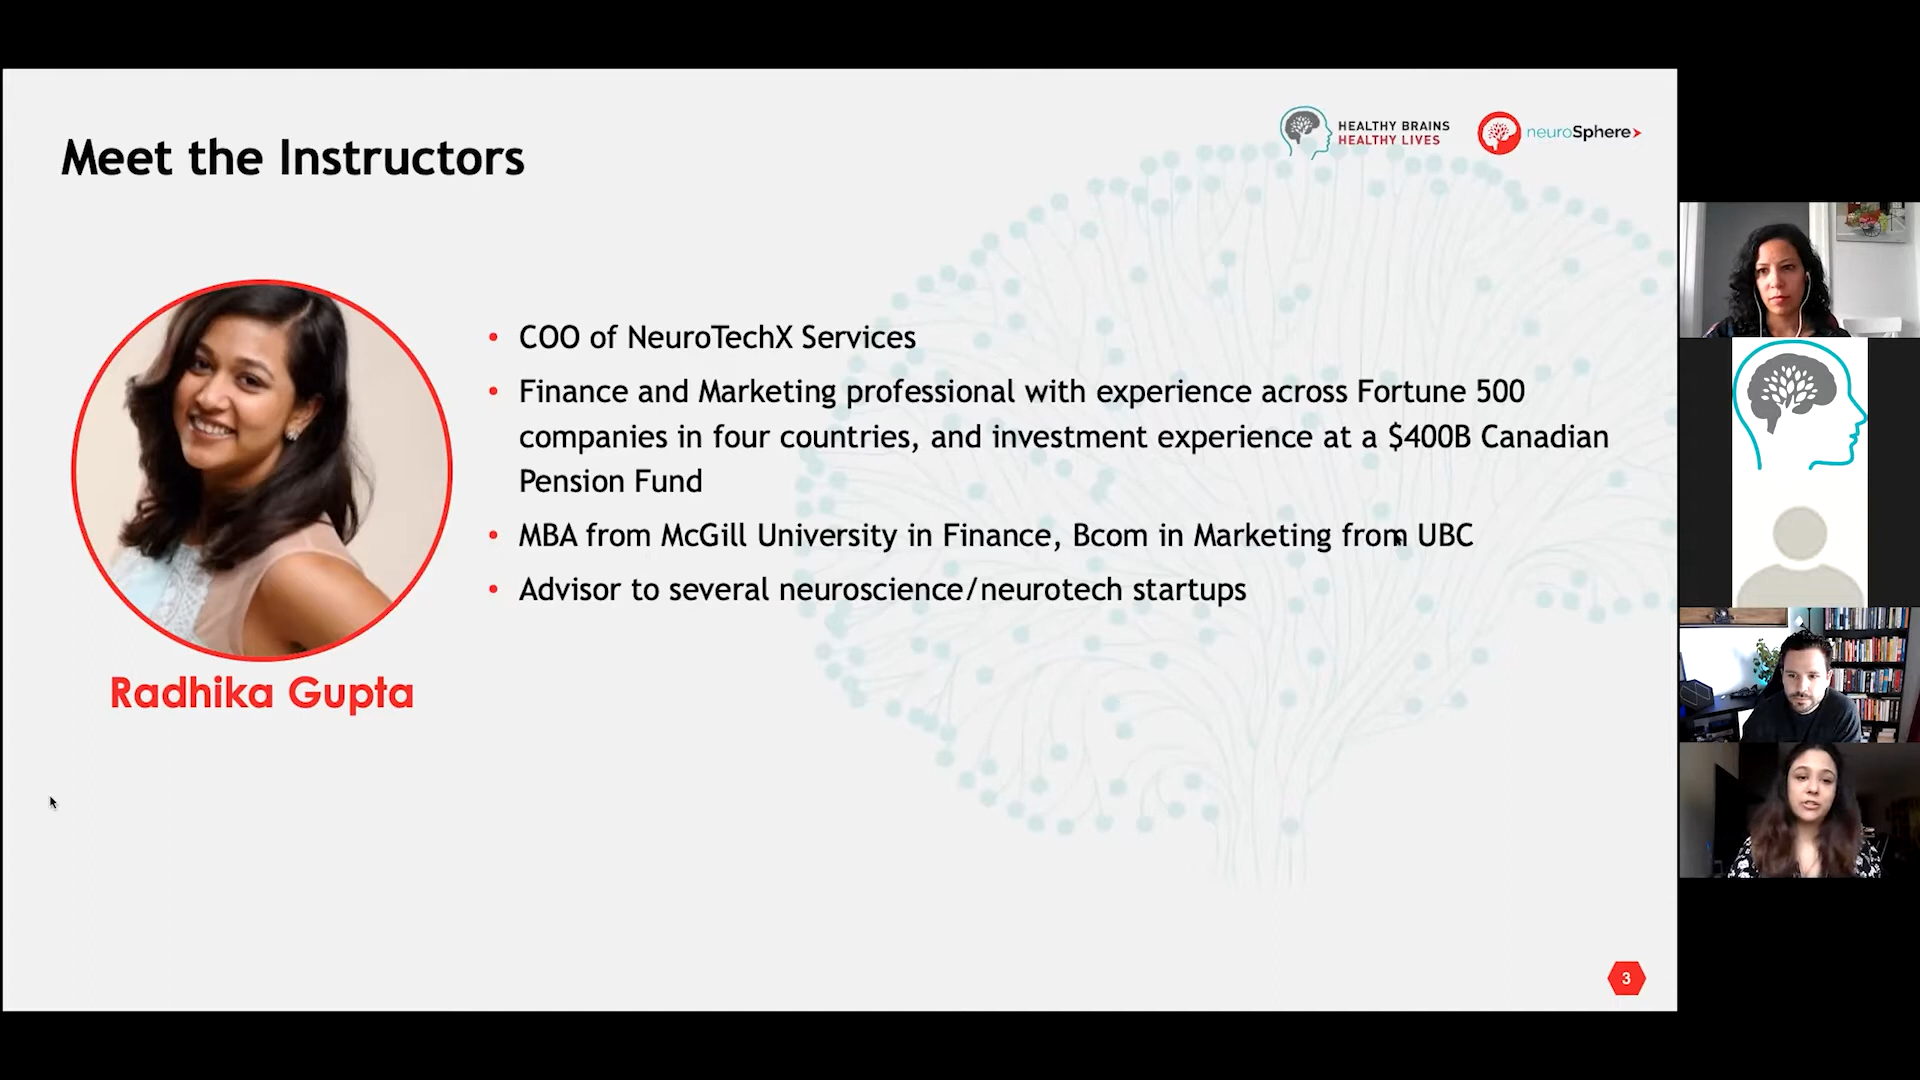 Meet the Instructors
HEALTHY BRAINS
HEALTHY LIVES
neuroSphere
• COO of NeuroTechX Services
• Finance and Marketing professional with experience across Fortune 500
companies in four countries, and investment experience at a $400B Canadian
Pension Fund
• MBA from McGill University in Finance, Bcom in Marketing from UBC
• Advisor to several neuroscience/neurotech startups
Radhika Gupta
3